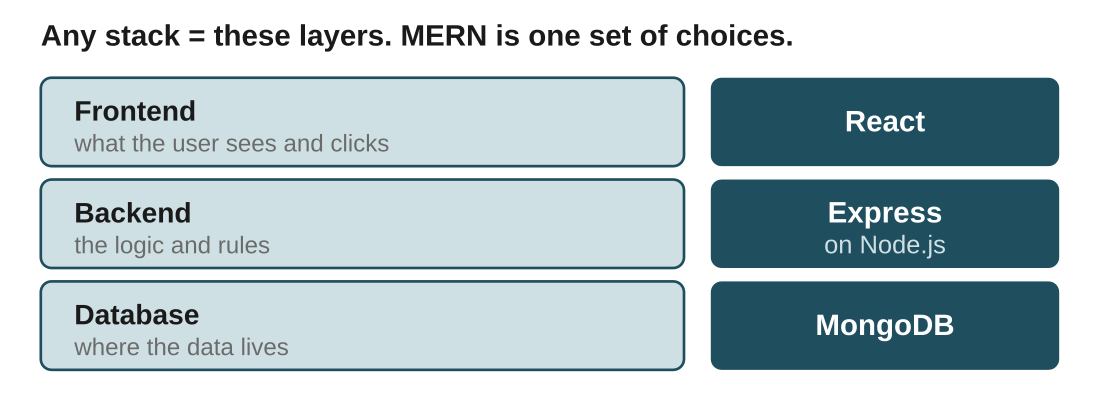 Any stack = these layers. MERN is one set of choices.
Frontend
what the user sees and clicks
React
Backend
the logic and rules
Express
on Node.js
Database
where the data lives
MongoDB